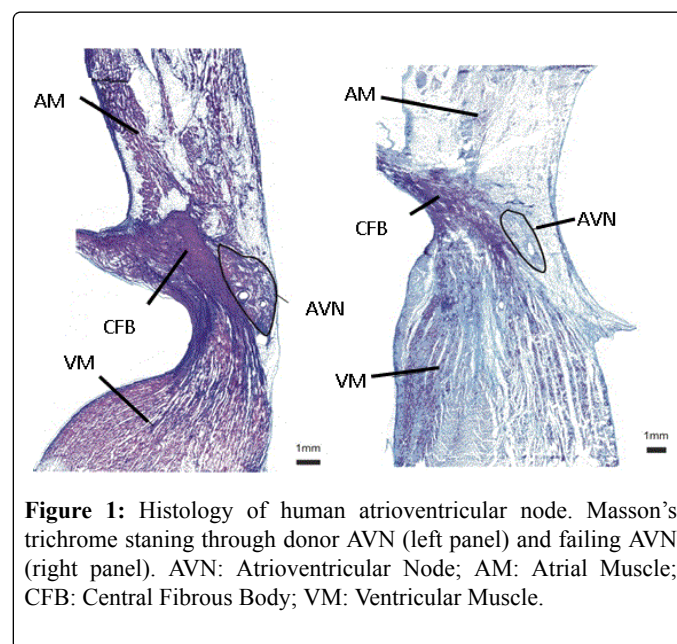 AM
AM
CFB
AVN
AVN
CFB
VM
VM
1mm
1mm
Figure 1: Histology of human atrioventricular node. Masson's
trichrome staning through donor AVN (left panel) and failing AVN
(right panel). AVN: Atrioventricular Node; AM: Atrial Muscle;
CFB: Central Fibrous Body; VM: Ventricular Muscle.